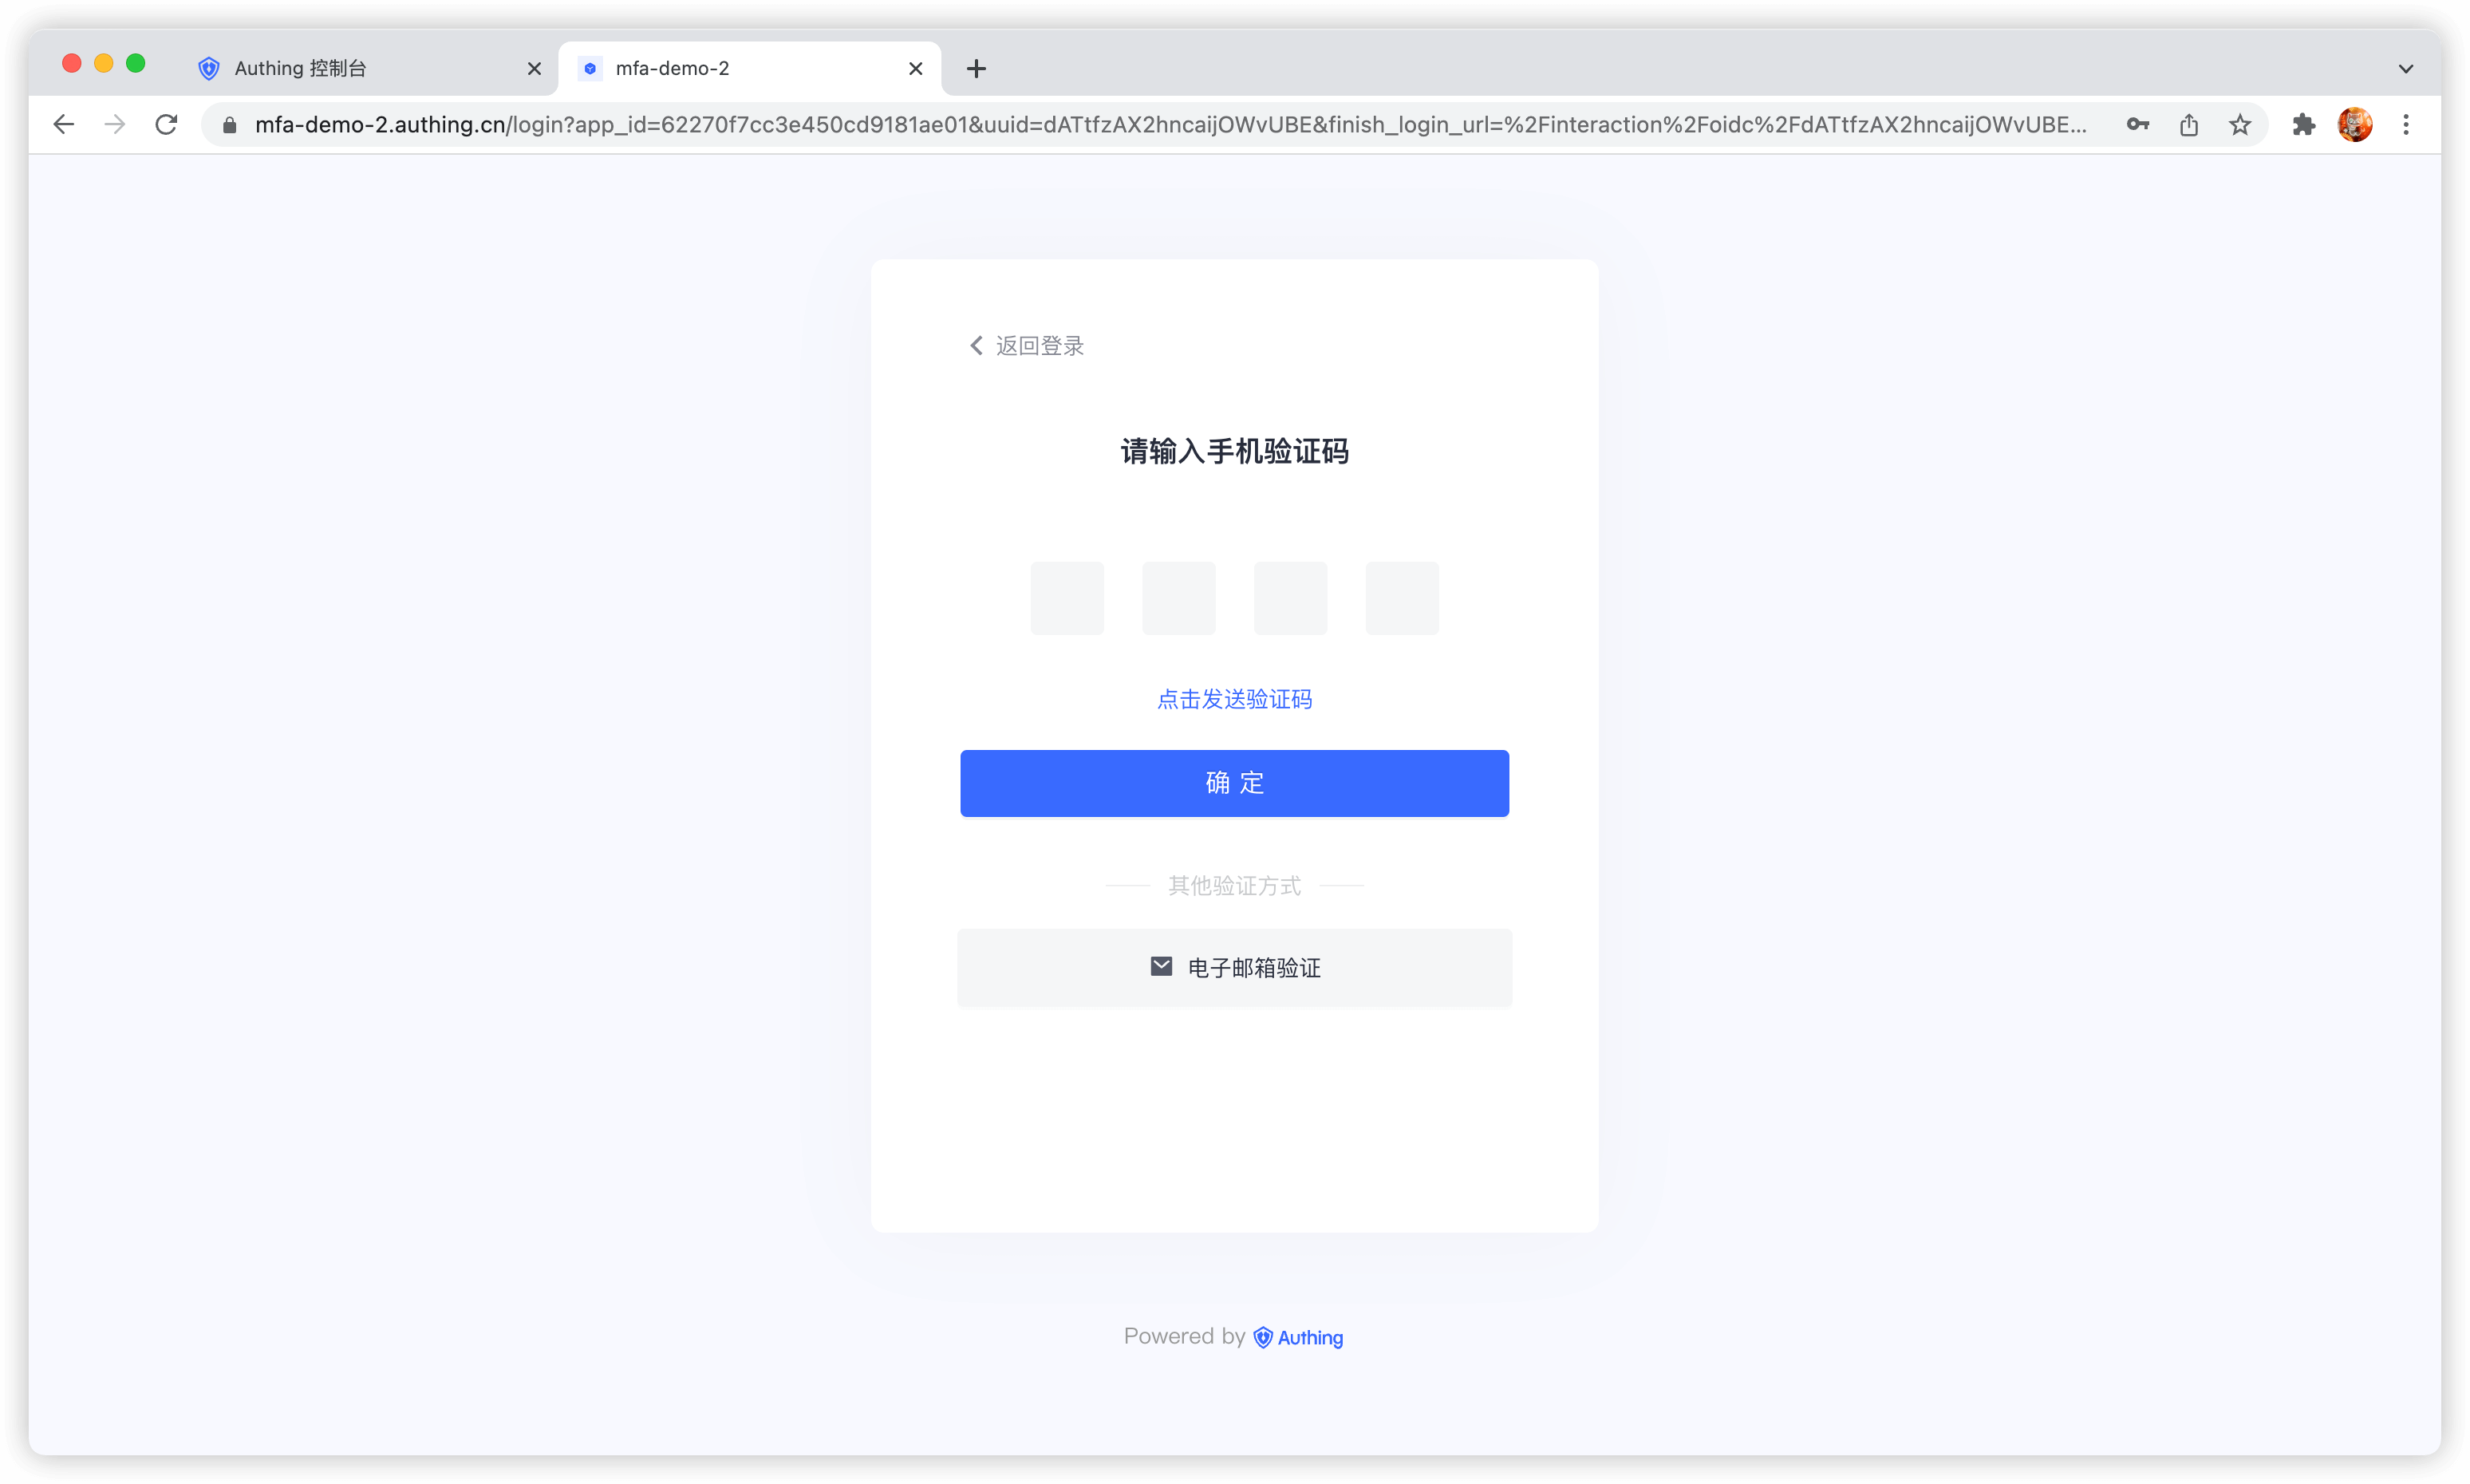 Authing 控制台
mfa-demo-2
mfa-demo-2.authing.cn/login?app_id=62270f7cc3e450cd9181ae01&uuid=dATtfzAX2hncaijOWvUBE&finish_login_url=%2Finteraction%2Foidc%2FdATtfzAX2hncaijOWvUBE...
返回登录
请输入手机验证码
点击发送验证码
确 定
其他验证方式
电子邮箱验证
Powered by Authing